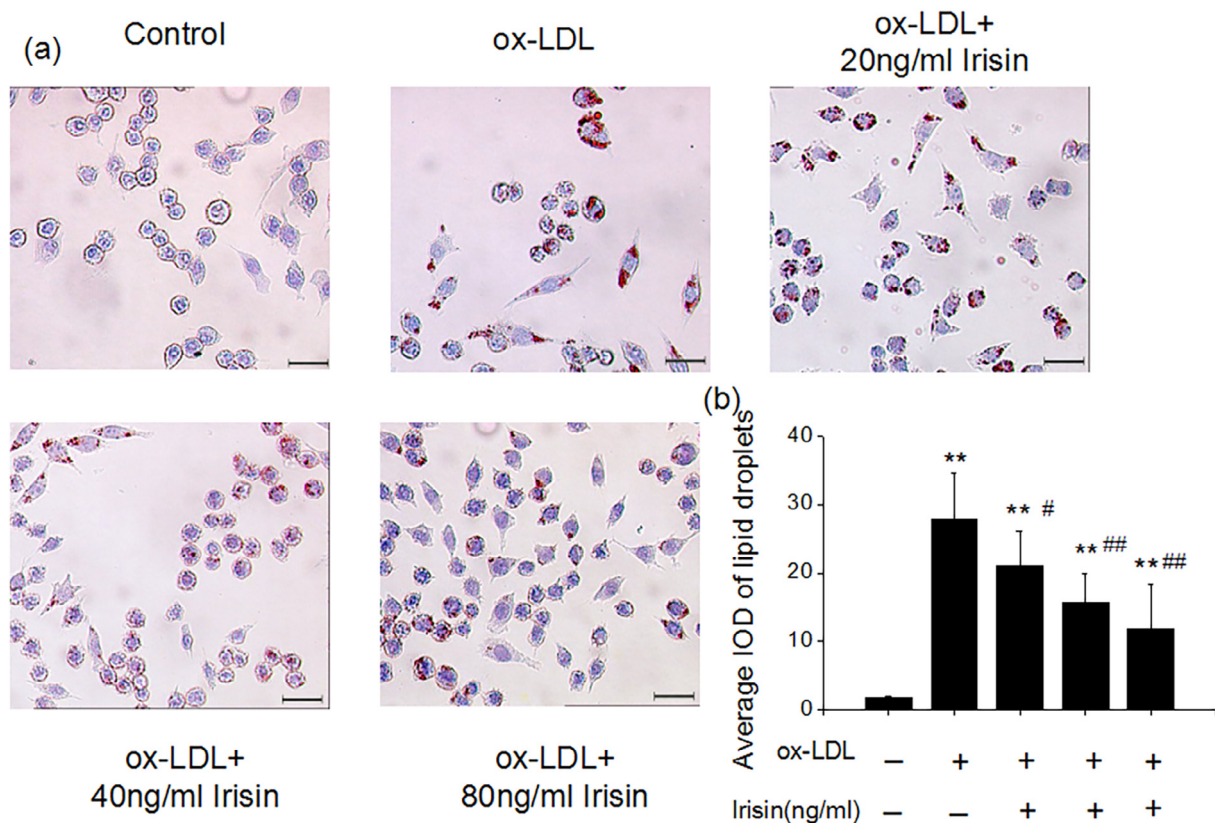 (a)
Control
ox-LDL
ox-LDL+
20ng/ml Irisin
ox-LDL+
40ng/ml Irisin
ox-LDL+
80ng/ml Irisin
(b)
Average IOD of lipid droplets
40
30
20
10
0
**
** #
** ##
** ##
ox-LDL − + + + +
Irisin(ng/ml) − − + + +